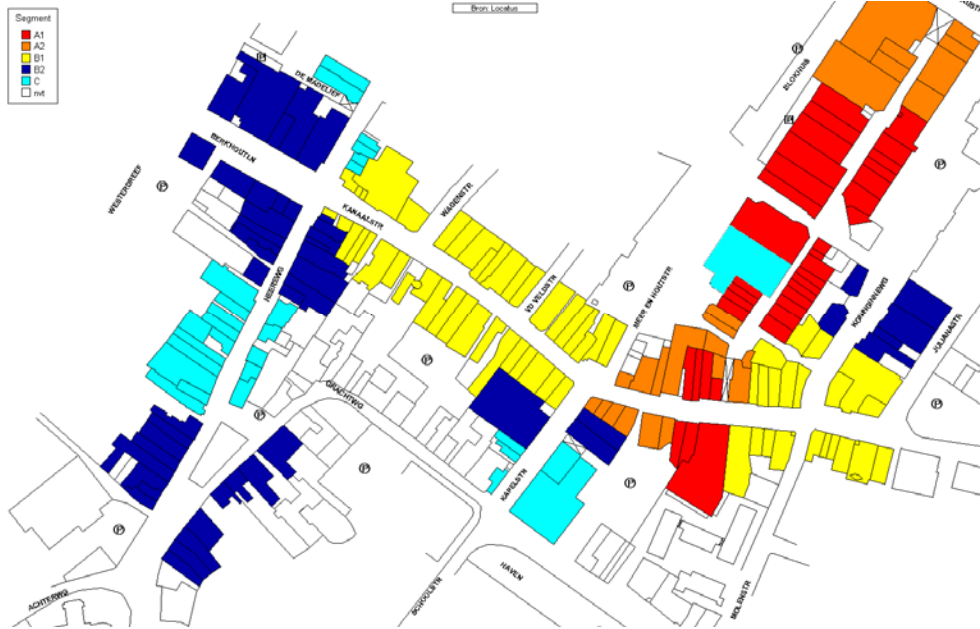 Bron: Locatus
Segment
A1
A2
B1
B2
C
nvt
P
DE MADELIEF
BLOKHUIS
BERKHOUTLN
WESTERDREEF
KANAALSTR
WAGENSTR
HEEREWG
VD VELDSTR
MEER EN HOUTSTR
KONINGINNEWG
JULIANASTR
GRACHTWG
KAPELSTR
HAVEN
SCHOOLSTR
MOLENSTR
ACHTERWG